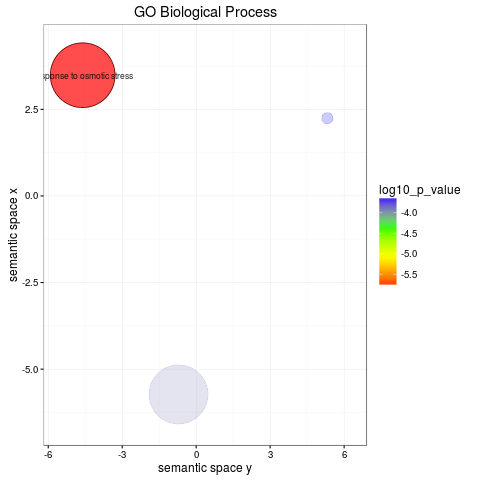 GO Biological Process
sponse to osmotic stress
2.5
0.0
-2.5
-5.0
-6
-3
0
3
6
semantic space x
semantic space y
log10_p_value
-4.0
-4.5
-5.0
-5.5